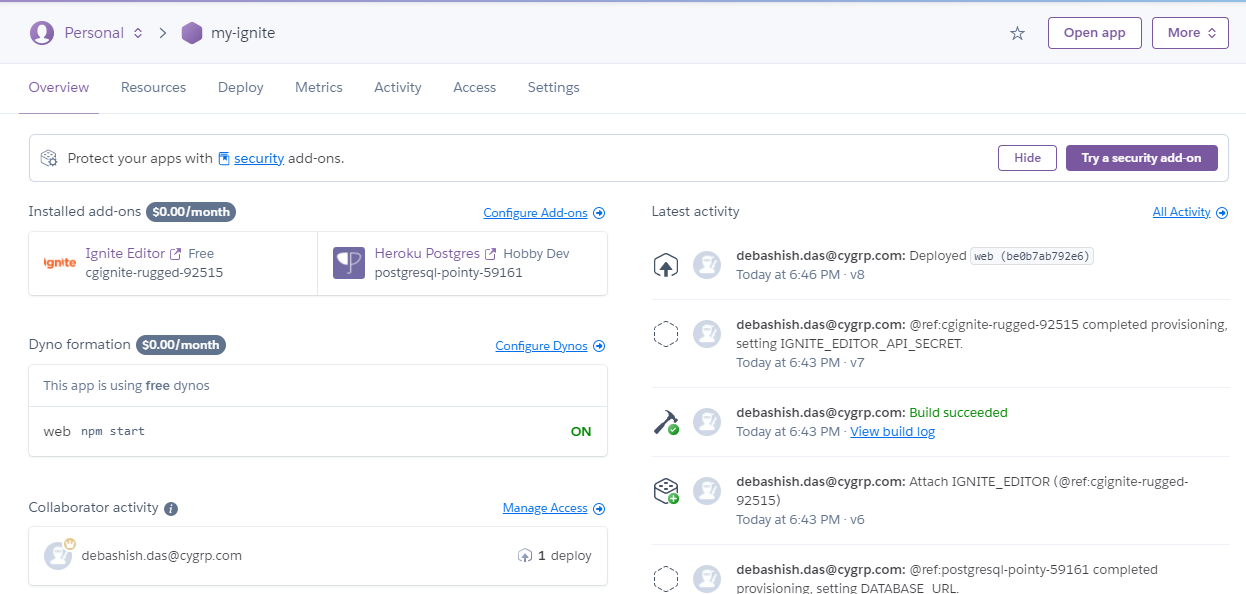 Personal
my-ignite
Open app
More
Overview
Resources
Deploy
Metrics
Activity
Access
Settings
Protect your apps with security add-ons.
Hide
Try a security add-on
Installed add-ons $0.00/month
Configure Add-ons
ignite
Ignite Editor Free
cgignite-rugged-92515
Heroku Postgres Hobby Dev
postgresql-pointy-59161
Dyno formation $0.00/month
Configure Dynos
This app is using free dynos
web npm start
ON
Collaborator activity i
Manage Access
debashish.das@cygrp.com
1 deploy
Latest activity
All Activity
debashish.das@cygrp.com: Deployed web (be0b7ab792e6)
Today at 6:46 PM · v8
debashish.das@cygrp.com: @ref:cgignite-rugged-92515 completed provisioning,
setting IGNITE_EDITOR_API_SECRET.
Today at 6:43 PM · v7
debashish.das@cygrp.com: Build succeeded
Today at 6:43 PM · View build log
debashish.das@cygrp.com: Attach IGNITE_EDITOR (@ref:cgignite-rugged-
92515)
Today at 6:43 PM · v6
debashish.das@cygrp.com: @ref:postgresql-pointy-59161 completed
provisioning, setting DATABASE_URL.